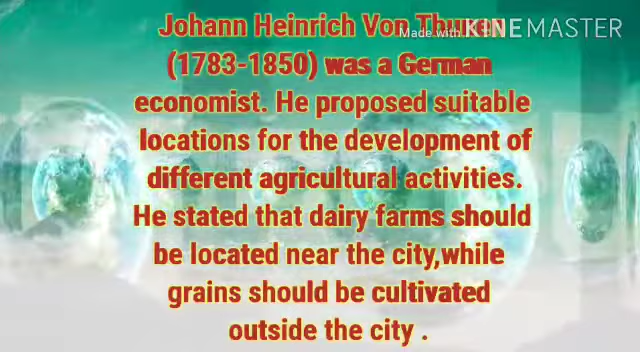 Johann Heinrich Von
Made with KINEMASTER
(1783-1850) was a German
economist. He proposed suitable
locations for the development of
different agricultural activities.
He stated that dairy farms should
be located near the city,while
grains should be cultivated
outside the city .